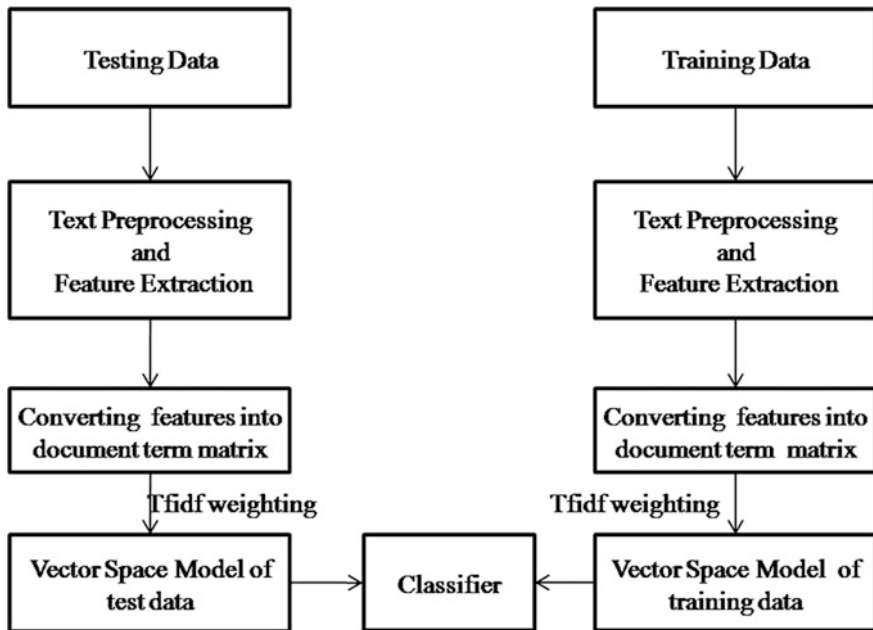 Testing Data
Training Data
Text Preprocessing
and
Feature Extraction
Text Preprocessing
and
Feature Extraction
Converting features into
document term matrix
Converting features into
document term matrix
Tfidf weighting
Tfidf weighting
Vector Space Model of
test data
Classifier
Vector Space Model of
training data